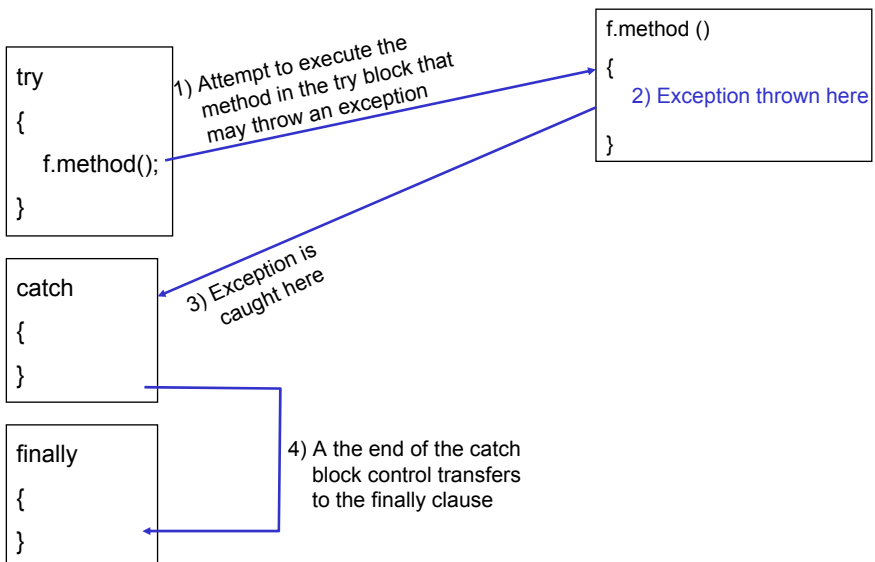 try
{
f.method();
}
1) Attempt to execute the
method in the try block that
may throw an exception
f.method ()
{
2) Exception thrown here
}
3) Exception is
caught here
catch
{
}
4) A the end of the catch
block control transfers
to the finally clause
finally
{
}